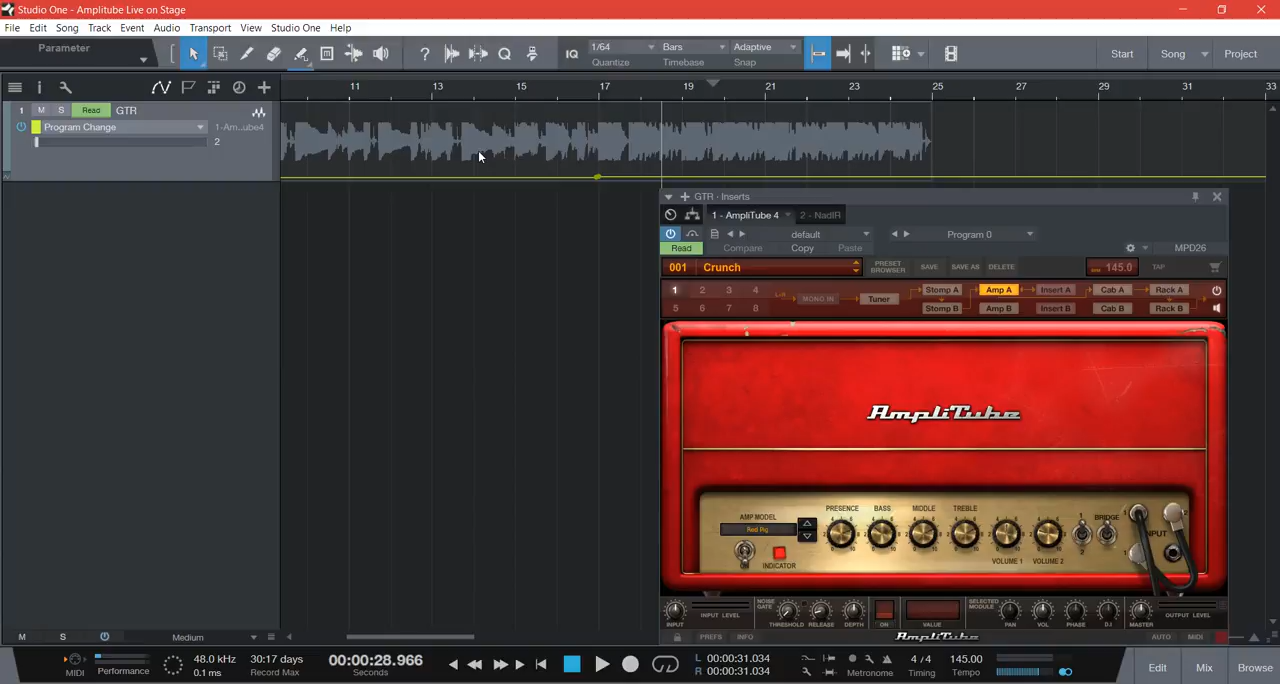 Studio One - Amplitube Live on Stage
File Edit Song Track Event Audio Transport View Studio One Help
Parameter
? Q IQ 1/64 Bars Adaptive Start Song Project
Quantize Timebase Snap
11 13 15 17 19 21 23 25 27 29 31 33
1 M S Read GTR
Program Change 1-Am..ube4
2
GTR - Inserts
1 - AmpliTube 4 2 - NadIR
default Program 0
Read Compare Copy Paste MPD26
001 Crunch PRESET BROWSER SAVE SAVE AS DELETE 145.0 TAP
1 2 3 4 L+R MONO IN Tuner Stomp A Amp A Insert A Cab A Rack A
5 6 7 8 Stomp B Amp B Insert B Cab B Rack B
AmpliTube
AMP MODEL PRESENCE BASS MIDDLE TREBLE 1 BRIDGE
Red Pig
ON INDICATOR VOLUME 1 VOLUME 2 2 INPUT
INPUT INPUT LEVEL NOISE GATE THRESHOLD RELEASE DEPTH ON VALUE SELECTED MODULE PAN VOL PHASE D.I MASTER OUTPUT LEVEL
PREFS INFO AmpliTube AUTO MIDI
M S Medium
MIDI Performance 48.0 kHz 0.1 ms 30:17 days Record Max 00:00:28.966 Seconds L 00:00:31.034 R 00:00:31.034 Metronome 4 / 4 Timing 145.00 Tempo Edit Mix Browse